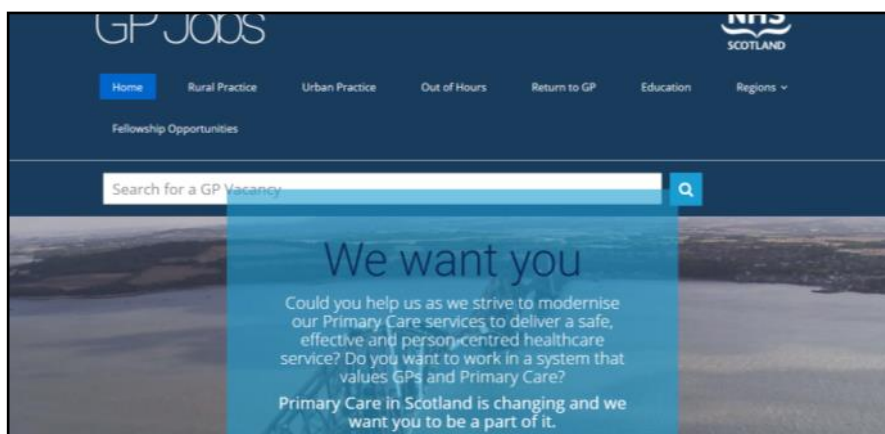 GP Jobs
NHS
SCOTLAND
Home Rural Practice Urban Practice Out of Hours Return to GP Education Regions
Fellowship Opportunities
Search for a GP Vacancy
We want you
Could you help us as we strive to modernise
our Primary Care services to deliver a safe,
effective and person-centred healthcare
service? Do you want to work in a system that
values GPs and Primary Care?
Primary Care in Scotland is changing and we
want you to be a part of it.